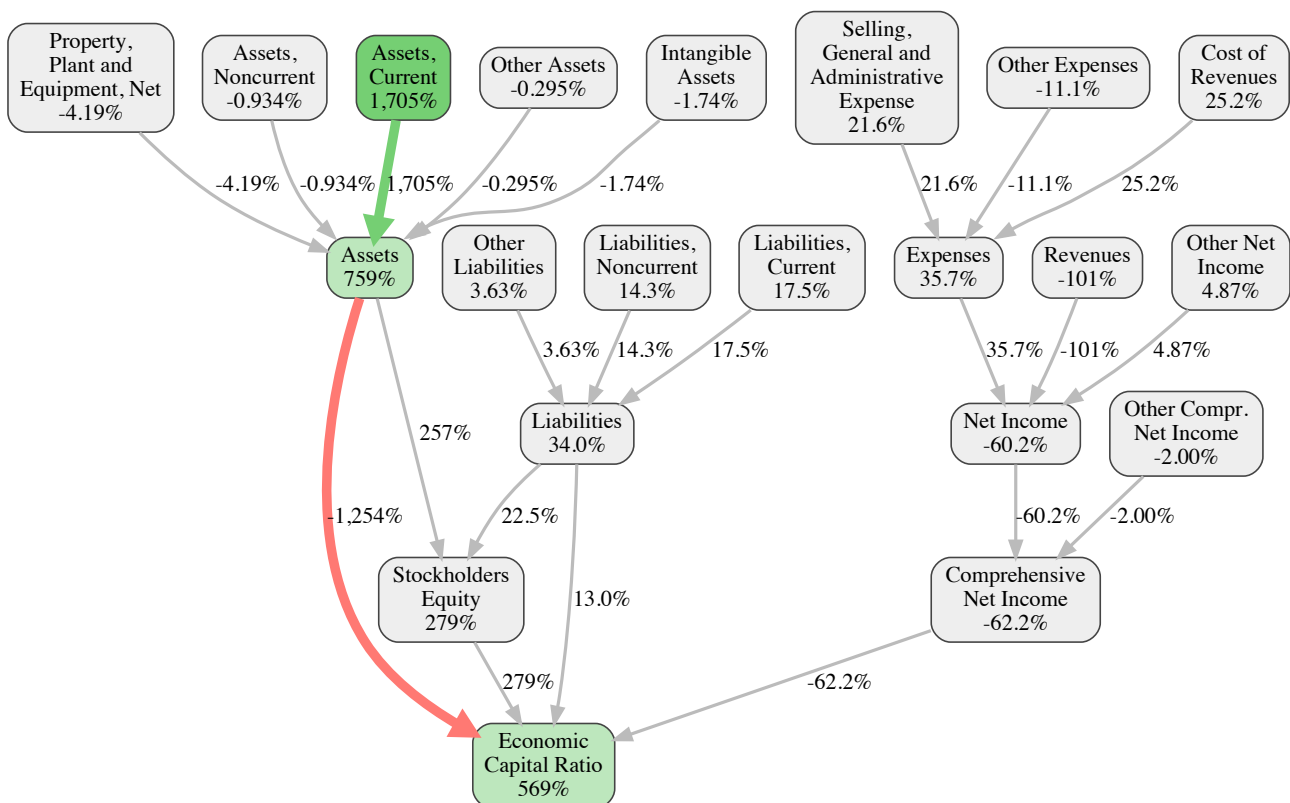 Property,
Plant and
Equipment, Net
-4.19%
Assets,
Noncurrent
-0.934%
Assets,
Current
1,705%
Other Assets
-0.295%
Intangible
Assets
-1.74%
Selling,
General and
Administrative
Expense
21.6%
Other Expenses
-11.1%
Cost of
Revenues
25.2%
-4.19%
-0.934%
1,705%
-0.295%
-1.74%
21.6%
-11.1%
25.2%
Assets
759%
Other
Liabilities
3.63%
Liabilities,
Noncurrent
14.3%
Liabilities,
Current
17.5%
Expenses
35.7%
Revenues
-101%
Other Net
Income
4.87%
3.63%
14.3%
17.5%
35.7%
-101%
4.87%
257%
Liabilities
34.0%
Net Income
-60.2%
Other Compr.
Net Income
-2.00%
-1,254%
22.5%
-60.2%
-2.00%
Stockholders
Equity
279%
13.0%
Comprehensive
Net Income
-62.2%
279%
-62.2%
Economic
Capital Ratio
569%